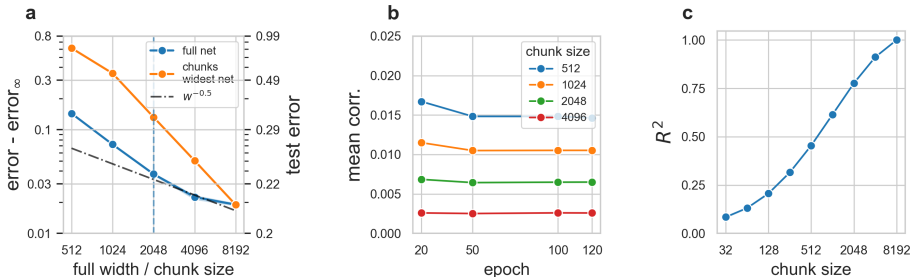 a
error - error∞
0.8
0.3
0.1
0.03
0.01
512
1024
2048
4096
8192
full width / chunk size
0.99
0.49
0.29
0.22
0.2
test error
full net
chunks
widest net
w^{-0.5}
b
mean corr.
0.025
0.020
0.015
0.010
0.005
0.000
20
50
100
120
epoch
chunk size
512
1024
2048
4096
c
R²
1.00
0.75
0.50
0.25
0.00
32
128
512
2048
8192
chunk size